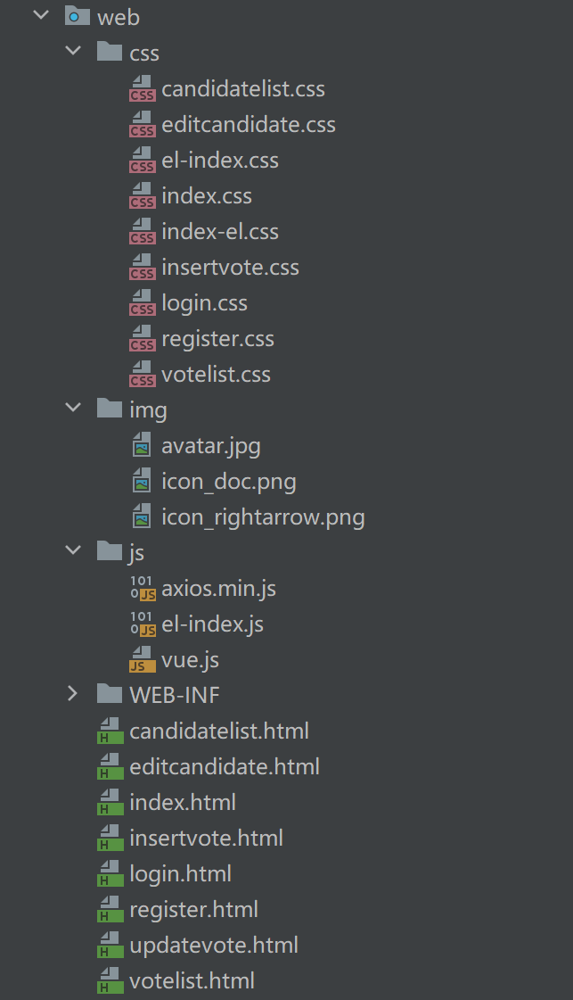 web
css
candidatelist.css
editcandidate.css
el-index.css
index.css
index-el.css
insertvote.css
login.css
register.css
votelist.css
img
avatar.jpg
icon_doc.png
icon_rightarrow.png
js
axios.min.js
el-index.js
vue.js
WEB-INF
candidatelist.html
editcandidate.html
index.html
insertvote.html
login.html
register.html
updatevote.html
votelist.html